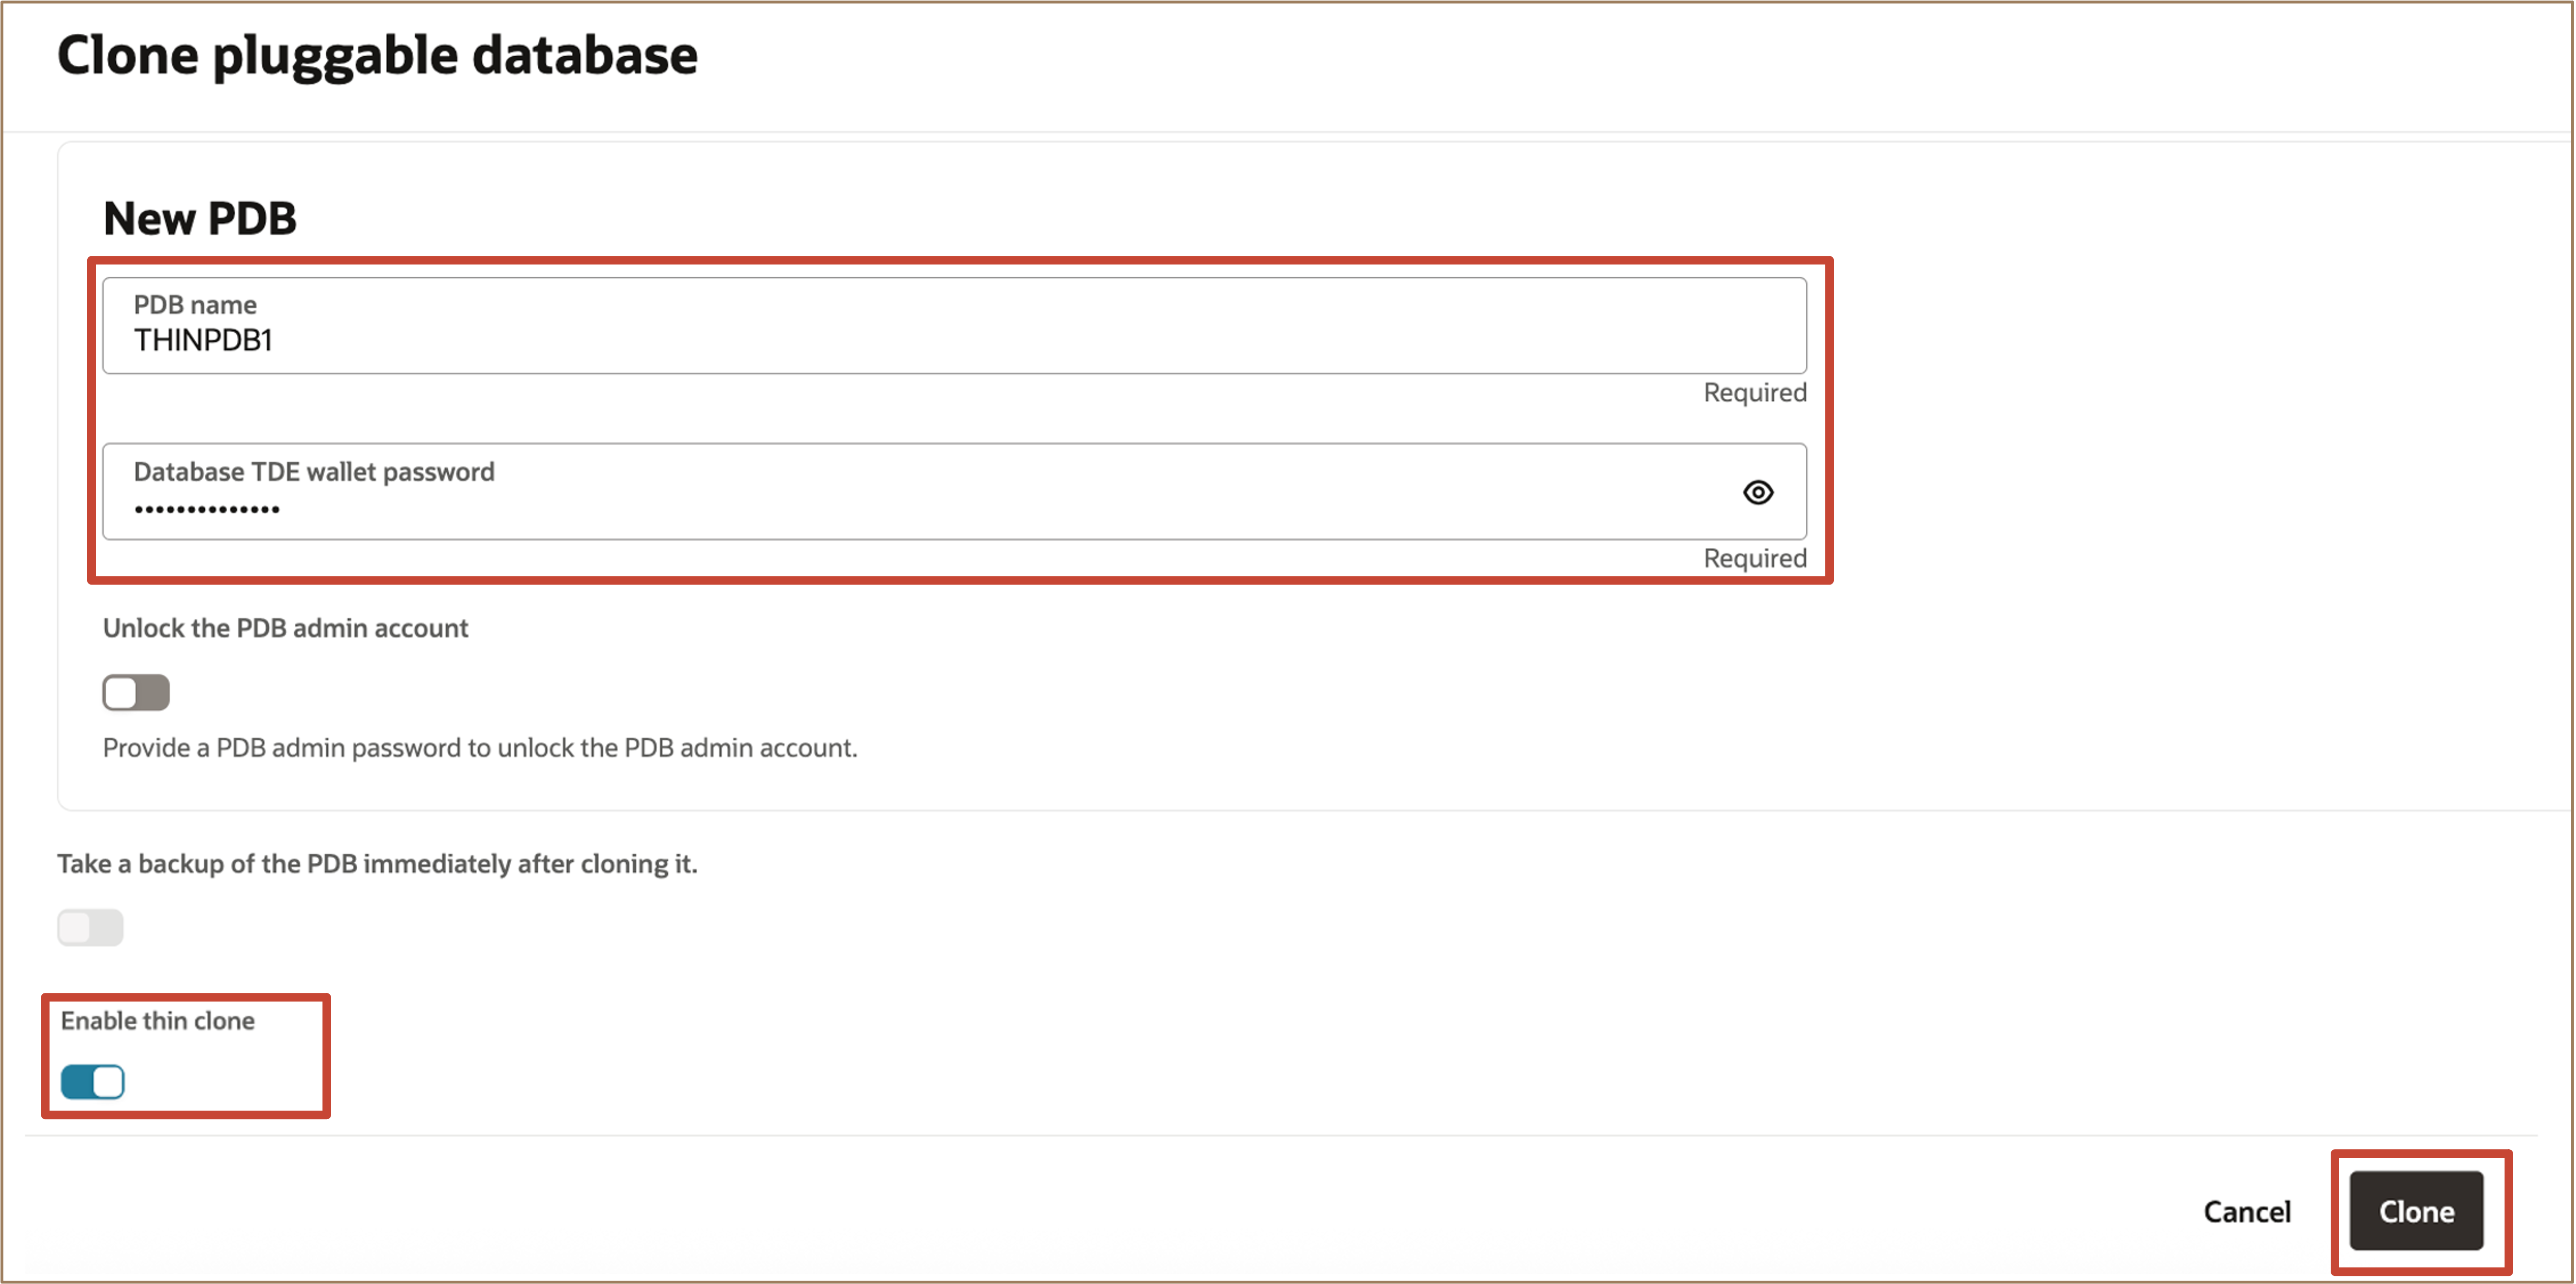 Clone pluggable database
New PDB
PDB name
THINPDB1
Required
Database TDE wallet password
••••••••••••••
Required
Unlock the PDB admin account
Provide a PDB admin password to unlock the PDB admin account.
Take a backup of the PDB immediately after cloning it.
Enable thin clone
Cancel
Clone